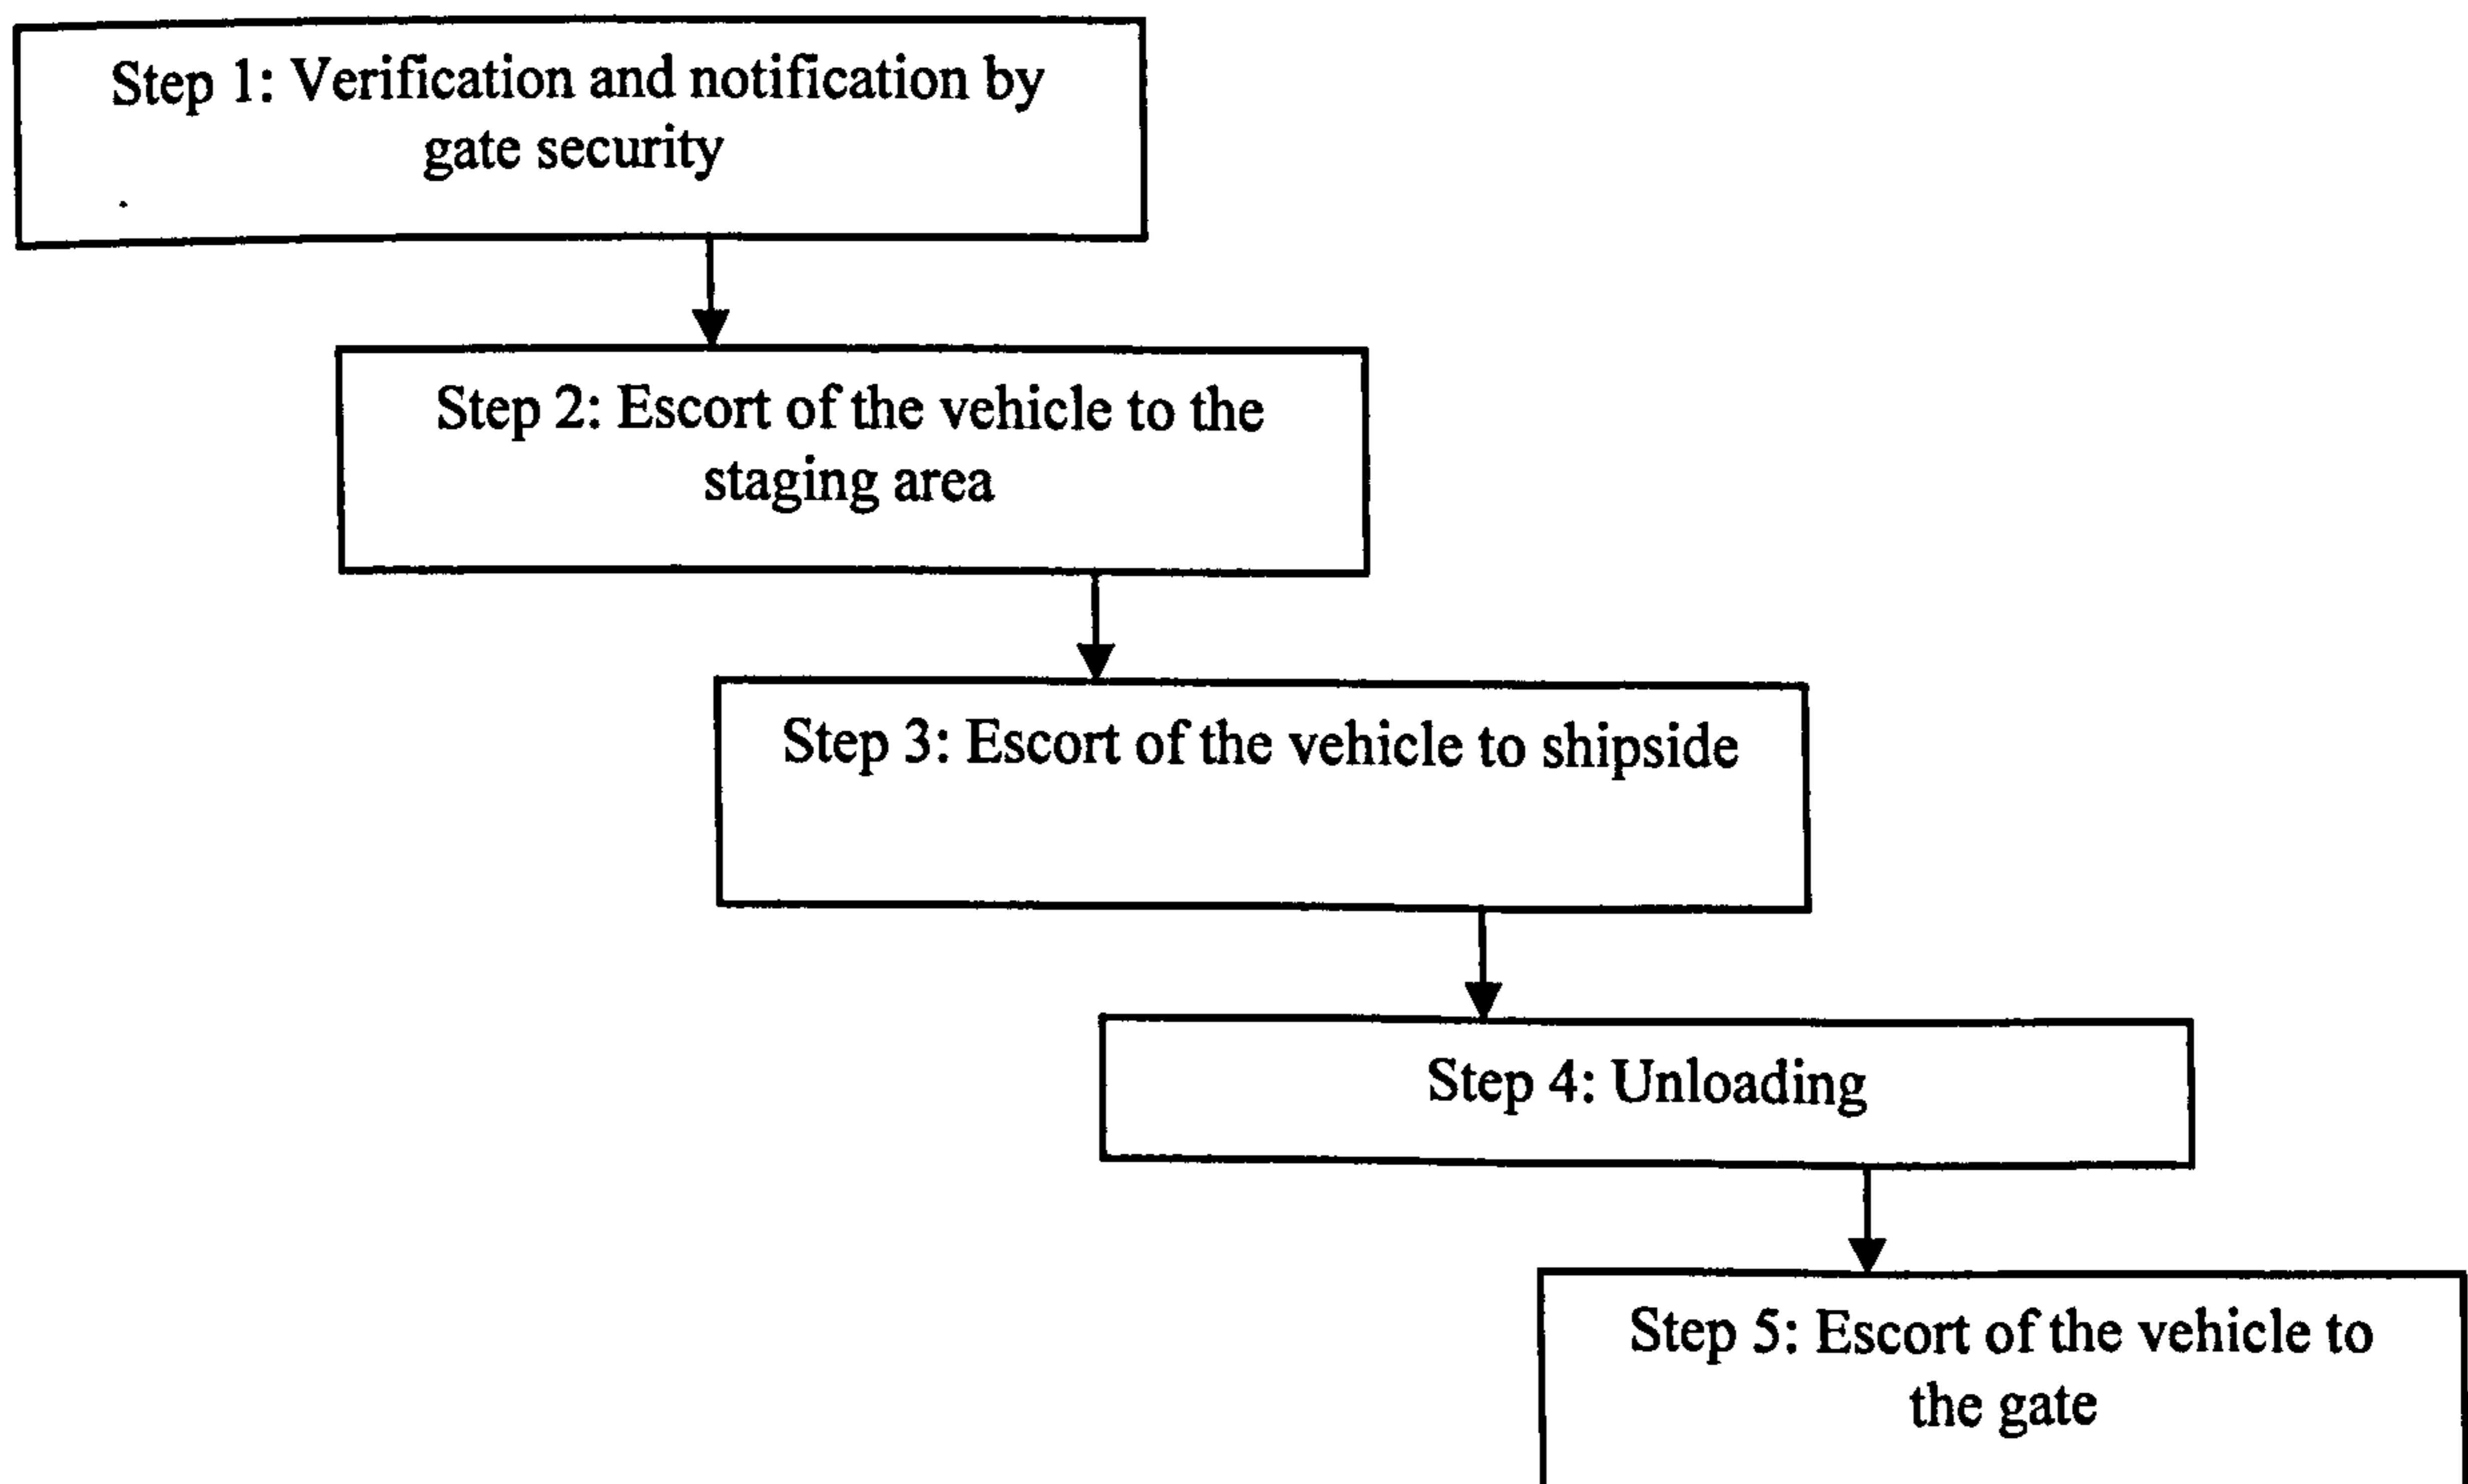 Step 1: Verification and notification by
gate security
Step 2: Escort of the vehicle to the
staging area
Step 3: Escort of the vehicle to shipside
Step 4: Unloading
Step 5: Escort of the vehicle to
the gate